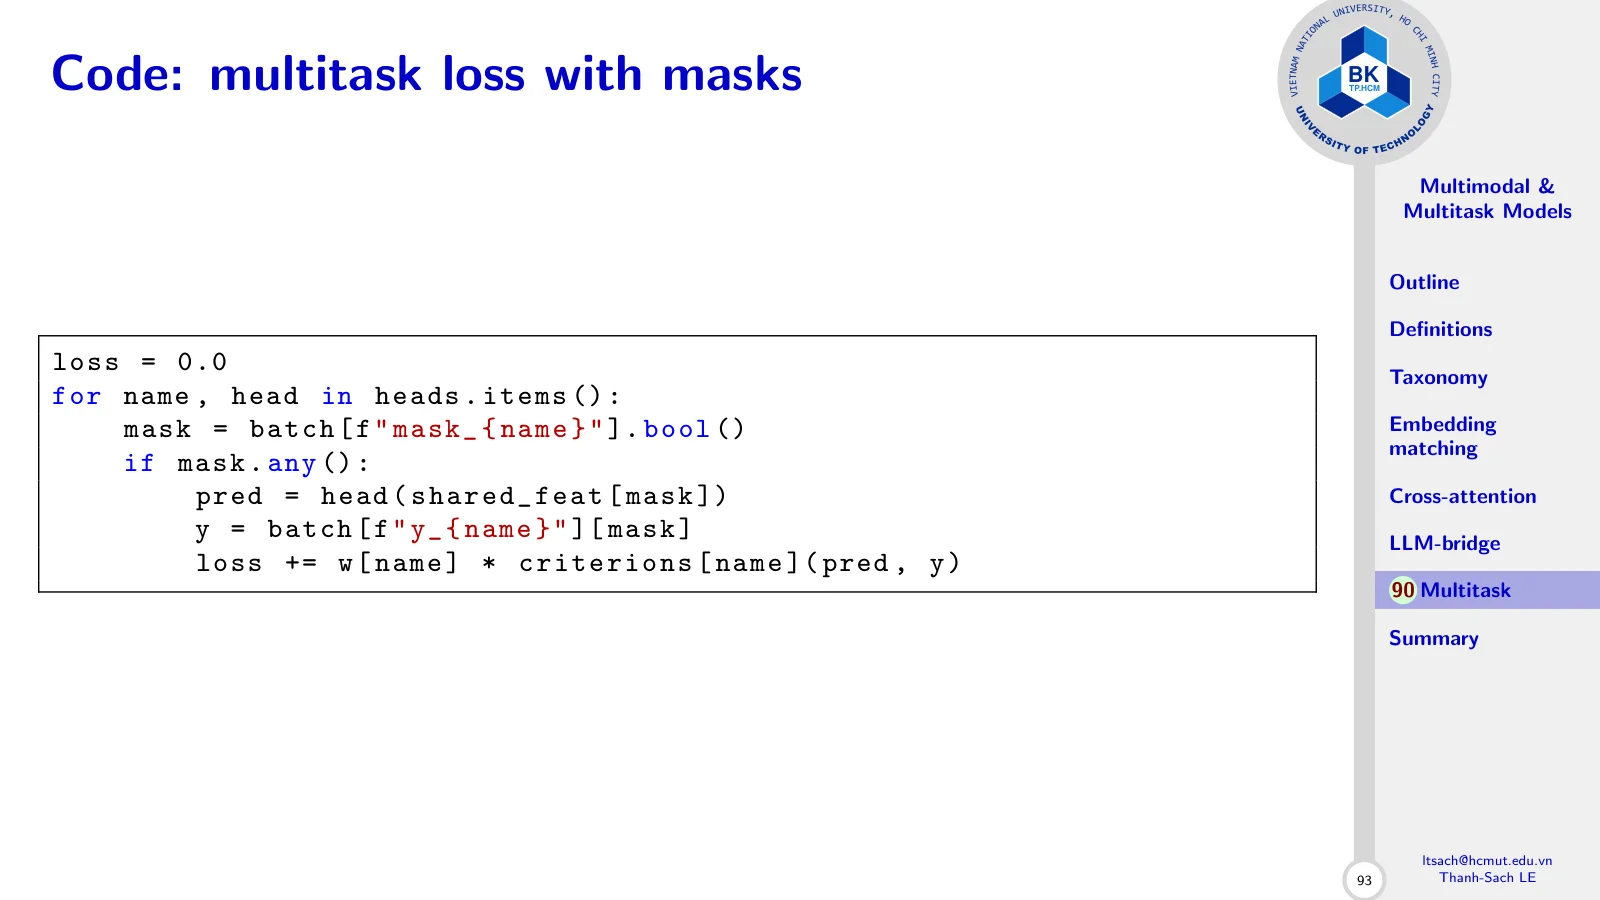 Code: multitask loss with masks
loss = 0.0
for name, head in heads.items():
    mask = batch[f"mask_{name}"].bool()
    if mask.any():
        pred = head(shared_feat[mask])
        y = batch[f"y_{name}"][mask]
        loss += w[name] * criterions[name](pred, y)
VIETNAM NATIONAL UNIVERSITY, HO CHI MINH CITY
BK
TP.HCM
UNIVERSITY OF TECHNOLOGY
Multimodal &
Multitask Models
Outline
Definitions
Taxonomy
Embedding
matching
Cross-attention
LLM-bridge
90 Multitask
Summary
ltsach@hcmut.edu.vn
Thanh-Sach LE
93